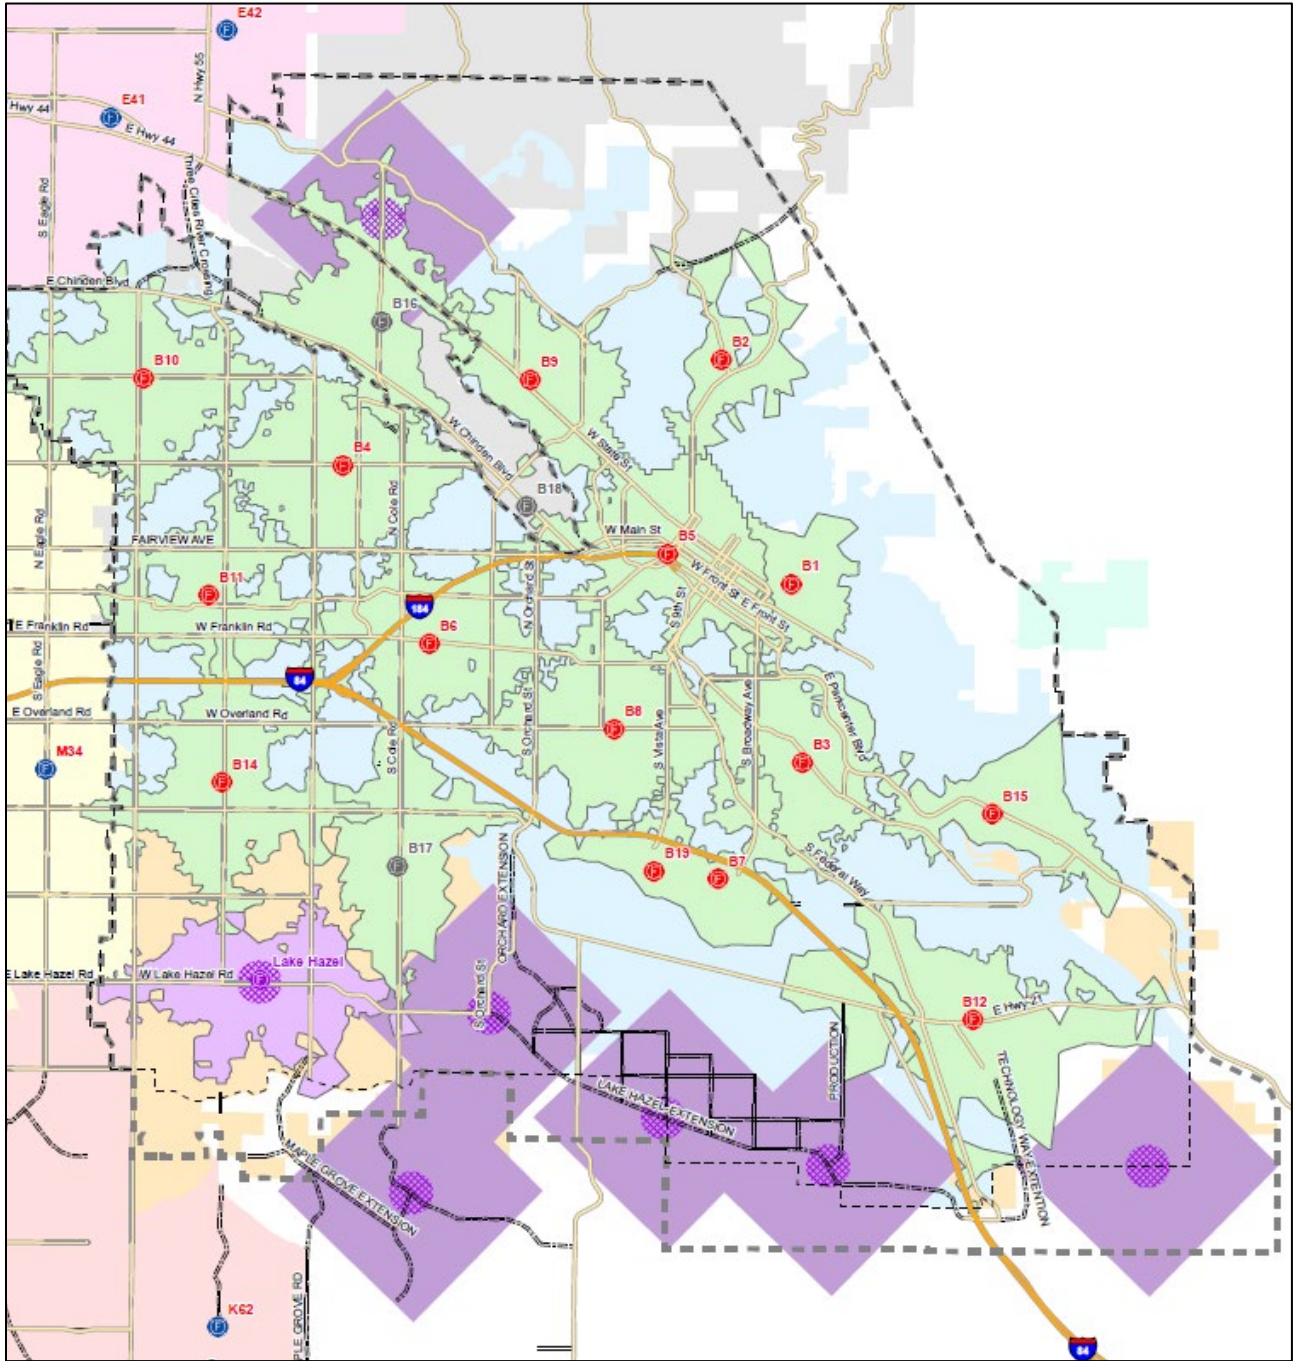 E42
N Hwy 55
E41
Hwy 44
E Hwy 44
S Eagle Rd
Three Cities River Crossing
E Chinden Blvd
B16
B10
B9
B2
W Chinden Blvd
W State St
B4
B18
N Cole Rd
N Eagle Rd
FAIRVIEW AVE
W Main St
B5
B11
N Orchard St
W Front St
E Front St
B1
S 9th St
184
E Franklin Rd
W Franklin Rd
B6
S Eagle Rd
84
E Overland Rd
W Overland Rd
S Orchard St
B8
S Vista Ave
S Broadway Ave
E Parkcenter Blvd
S Cole Rd
M34
B14
B3
B15
B17
ORCHARD EXTENSION
B19
B7
S Federal Way
Lake Hazel
E Lake Hazel Rd
W Lake Hazel Rd
S Orchard St
B12
E Hwy 21
PRODUCTION
LAKE HAZEL EXTENSION
TECHNOLOGY WAY EXTENTION
MAPLE GROVE EXTENSION
K62
PLE GROVE RD
84